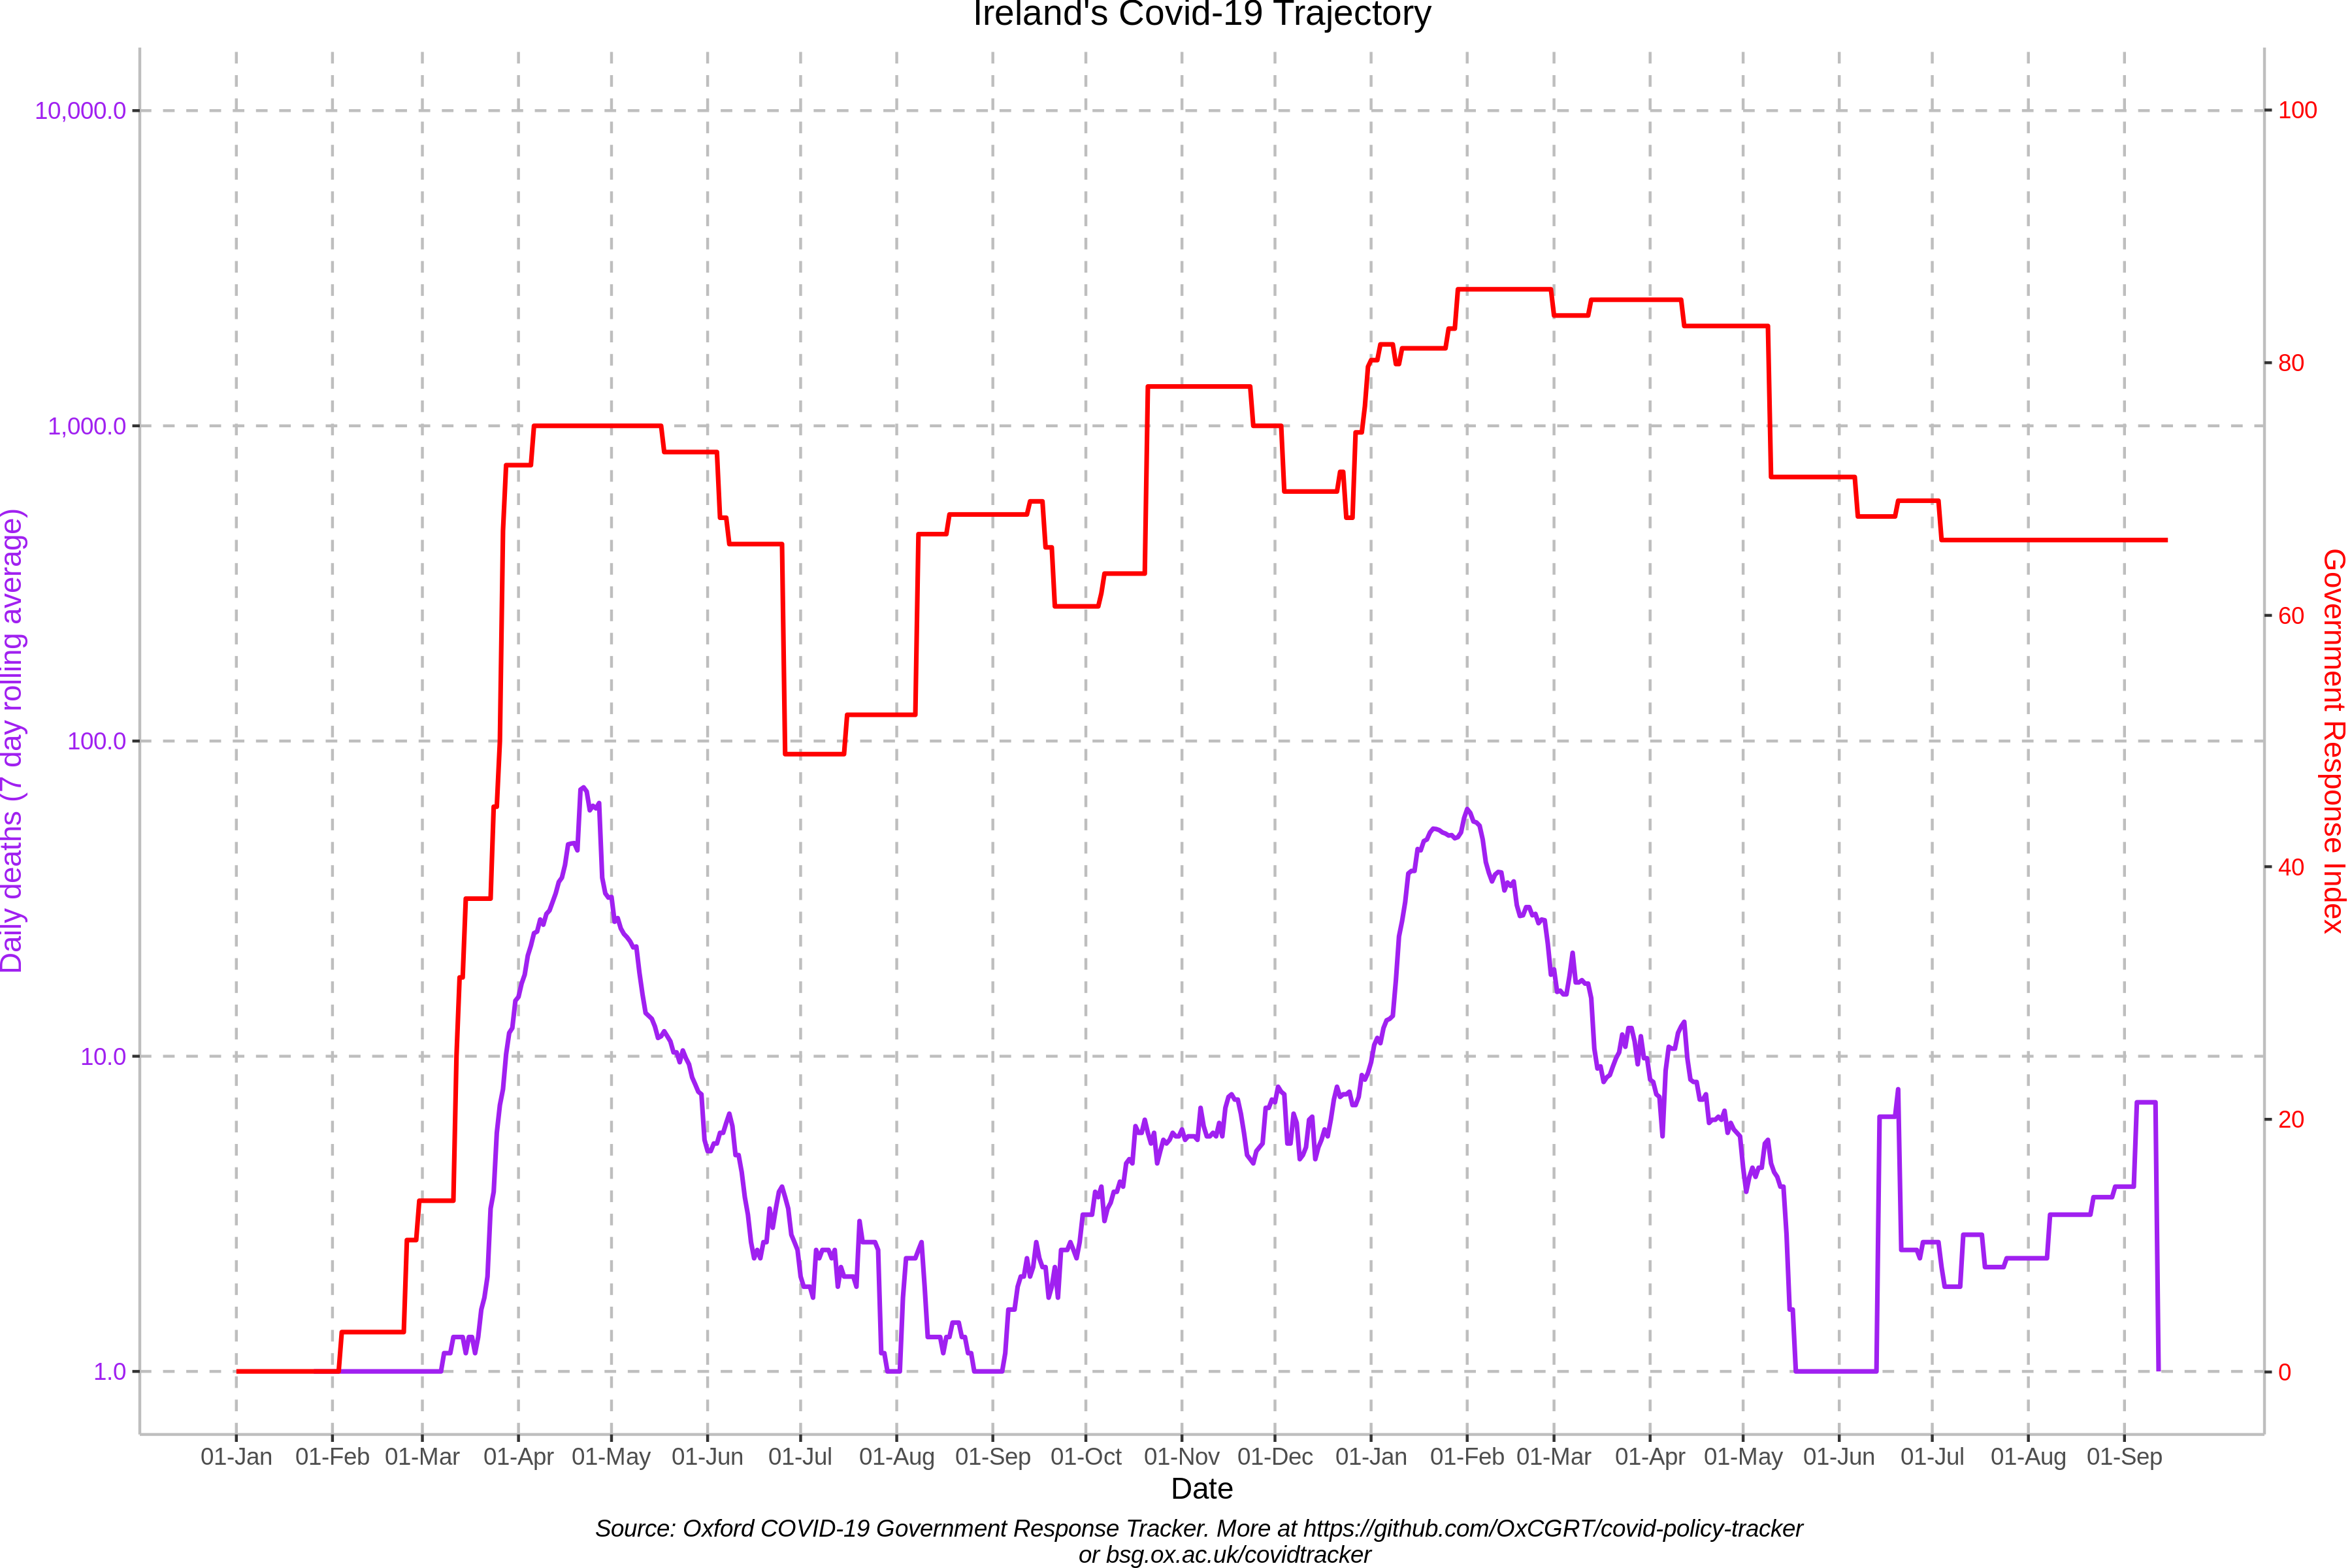 Ireland's Covid-19 Trajectory
10,000.0
1,000.0
100.0
10.0
1.0
Daily deaths (7 day rolling average)
100
80
60
40
20
0
Government Response Index
01-Jan 01-Feb 01-Mar 01-Apr 01-May 01-Jun 01-Jul 01-Aug 01-Sep 01-Oct 01-Nov 01-Dec 01-Jan 01-Feb 01-Mar 01-Apr 01-May 01-Jun 01-Jul 01-Aug 01-Sep
Date
Source: Oxford COVID-19 Government Response Tracker. More at https://github.com/OxCGRT/covid-policy-tracker
or bsg.ox.ac.uk/covidtracker